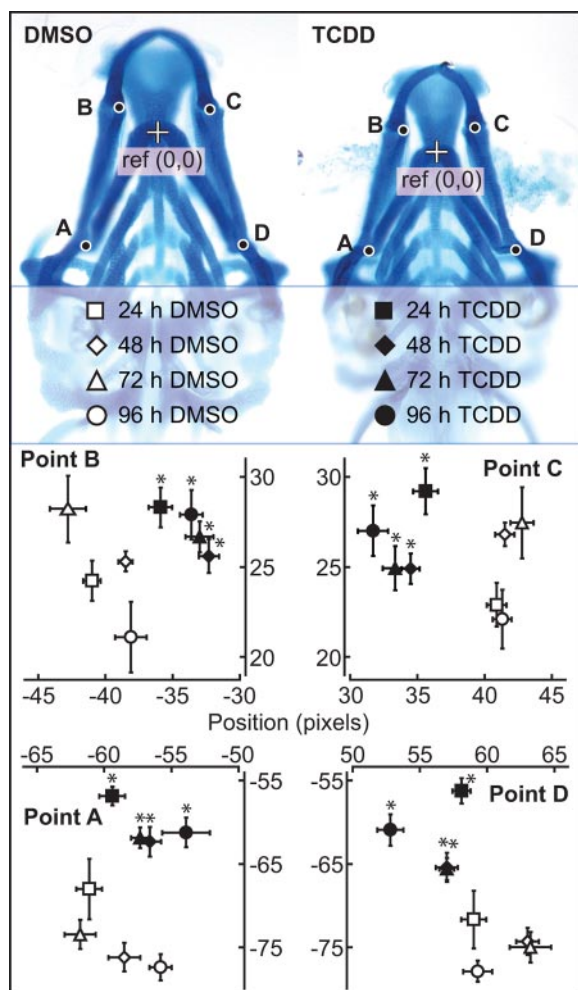 DMSO TCDD
B C B C
ref (0,0) ref (0,0)
A D A D
24 h DMSO 24 h TCDD
48 h DMSO 48 h TCDD
72 h DMSO 72 h TCDD
96 h DMSO 96 h TCDD
Point B 30 30 Point C
* * * * * * * *
25 25
20 20
-45 -40 -35 -30 30 35 40 45
Position (pixels)
-65 -60 -55 -50 50 55 60 65
-55 -55
* * * * * * * *
Point A Point D
-65 -65
-75 -75